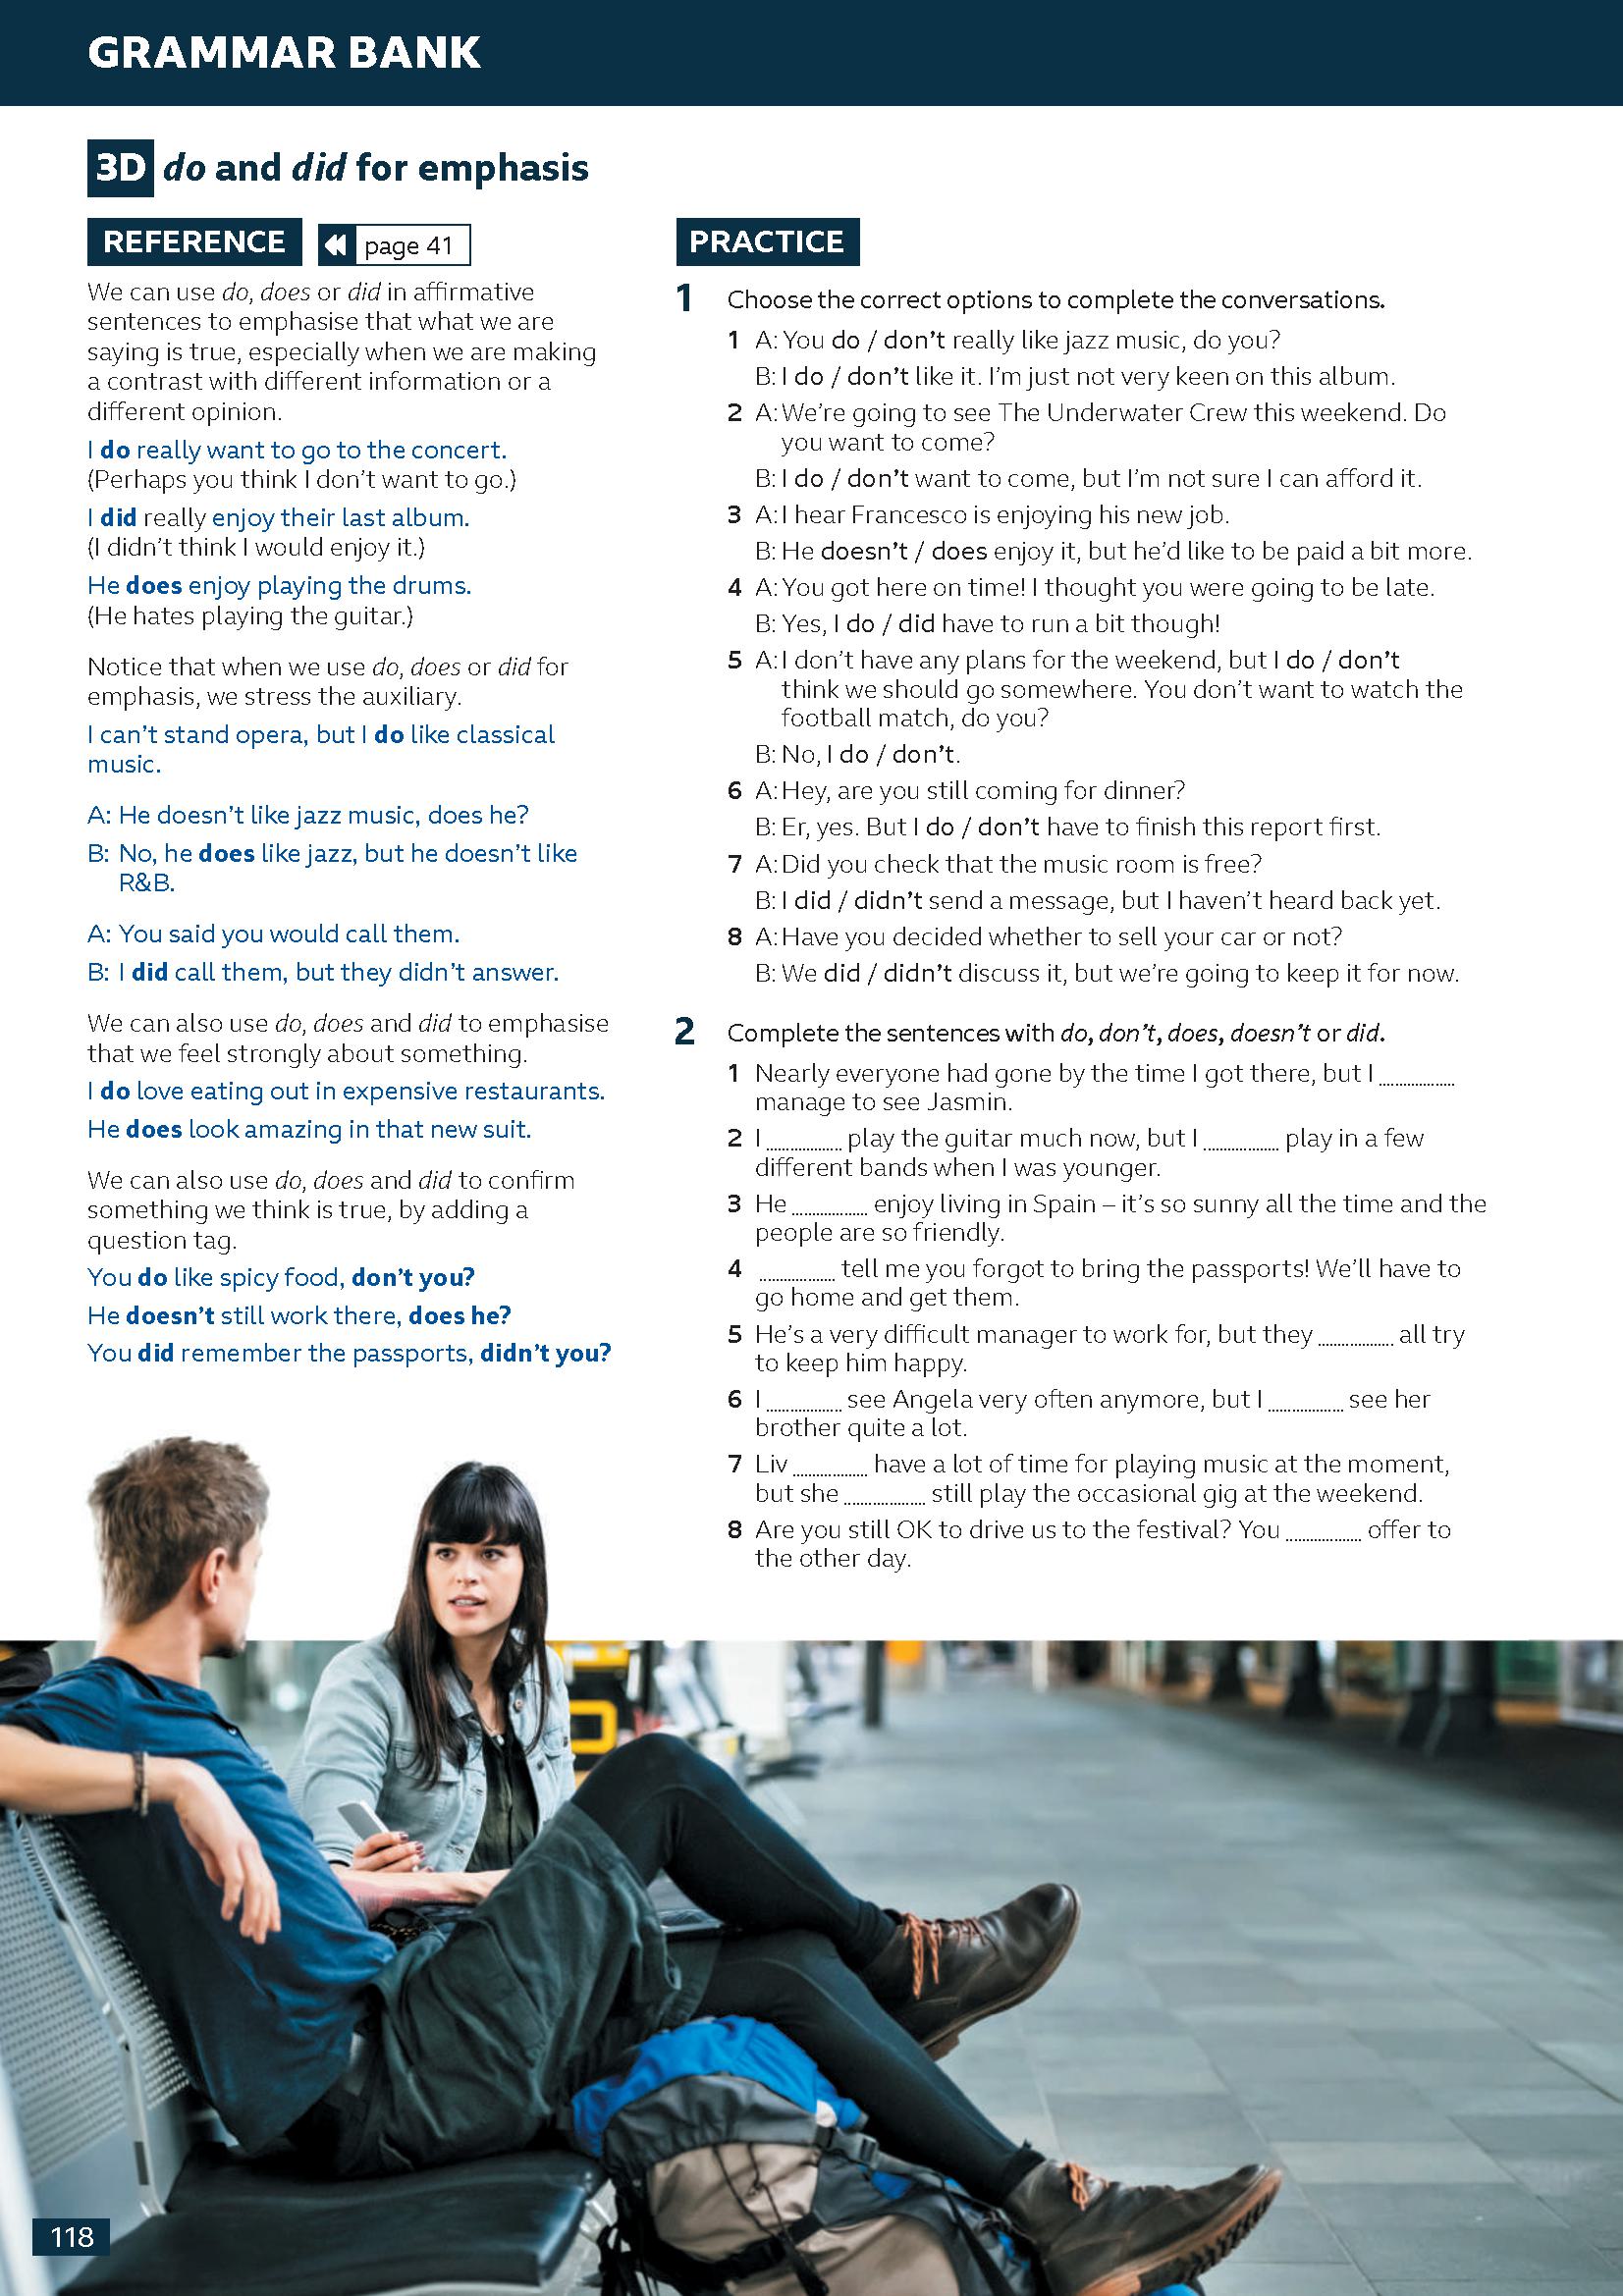 GRAMMAR BANK
3D do and did for emphasis
REFERENCE page 41
We can use do, does or did in affirmative
sentences to emphasise that what we are
saying is true, especially when we are making
a contrast with different information or a
different opinion.
I do really want to go to the concert.
(Perhaps you think I don’t want to go.)
I did really enjoy their last album.
(I didn’t think I would enjoy it.)
He does enjoy playing the drums.
(He hates playing the guitar.)
Notice that when we use do, does or did for
emphasis, we stress the auxiliary.
I can’t stand opera, but I do like classical
music.
A: He doesn’t like jazz music, does he?
B: No, he does like jazz, but he doesn’t like
R&B.
A: You said you would call them.
B: I did call them, but they didn’t answer.
We can also use do, does and did to emphasise
that we feel strongly about something.
I do love eating out in expensive restaurants.
He does look amazing in that new suit.
We can also use do, does and did to confirm
something we think is true, by adding a
question tag.
You do like spicy food, don’t you?
He doesn’t still work there, does he?
You did remember the passports, didn’t you?
PRACTICE
1 Choose the correct options to complete the conversations.
1 A: You do / don’t really like jazz music, do you?
B: I do / don’t like it. I’m just not very keen on this album.
2 A: We’re going to see The Underwater Crew this weekend. Do
you want to come?
B: I do / don’t want to come, but I’m not sure I can afford it.
3 A: I hear Francesco is enjoying his new job.
B: He doesn’t / does enjoy it, but he’d like to be paid a bit more.
4 A: You got here on time! I thought you were going to be late.
B: Yes, I do / did have to run a bit though!
5 A: I don’t have any plans for the weekend, but I do / don’t
think we should go somewhere. You don’t want to watch the
football match, do you?
B: No, I do / don’t.
6 A: Hey, are you still coming for dinner?
B: Er, yes. But I do / don’t have to finish this report first.
7 A: Did you check that the music room is free?
B: I did / didn’t send a message, but I haven’t heard back yet.
8 A: Have you decided whether to sell your car or not?
B: We did / didn’t discuss it, but we’re going to keep it for now.
2 Complete the sentences with do, don’t, does, doesn’t or did.
1 Nearly everyone had gone by the time I got there, but I ...................
manage to see Jasmin.
2 I ................... play the guitar much now, but I ................... play in a few
different bands when I was younger.
3 He ................... enjoy living in Spain – it’s so sunny all the time and the
people are so friendly.
4 ................... tell me you forgot to bring the passports! We’ll have to
go home and get them.
5 He’s a very difficult manager to work for, but they ................... all try
to keep him happy.
6 I ................... see Angela very often anymore, but I ................... see her
brother quite a lot.
7 Liv ................... have a lot of time for playing music at the moment,
but she ................... still play the occasional gig at the weekend.
8 Are you still OK to drive us to the festival? You ................... offer to
the other day.
118